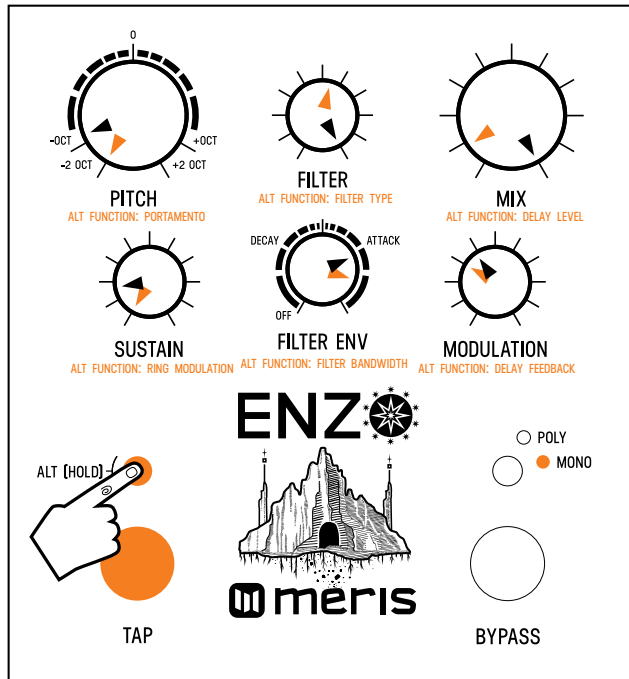 0
-OCT
+OCT
-2 OCT
+2 OCT
PITCH
ALT FUNCTION: PORTAMENTO
FILTER
ALT FUNCTION: FILTER TYPE
MIX
ALT FUNCTION: DELAY LEVEL
DECAY
ATTACK
OFF
SUSTAIN
ALT FUNCTION: RING MODULATION
FILTER ENV
ALT FUNCTION: FILTER BANDWIDTH
MODULATION
ALT FUNCTION: DELAY FEEDBACK
ENZO
POLY
MONO
ALT (HOLD)
meris
TAP
BYPASS